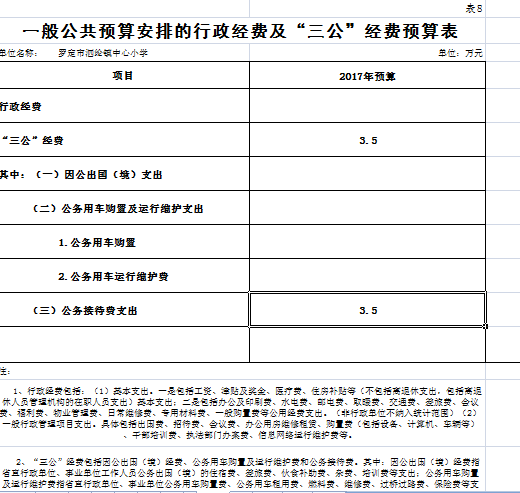 表8
一般公共预算安排的行政经费及“三公”经费预算表
单位名称: 罗定市泗纶镇中心小学 单位：万元
项目 2017年预算
行政经费
“三公”经费 3.5
其中：（一）因公出国（境）支出
（二）公务用车购置及运行维护支出
1.公务用车购置
2.公务用车运行维护费
（三）公务接待费支出 3.5
注：
1、行政经费包括：（1）基本支出。一是包括工资、津贴及奖金、医疗费、住房补贴等（不包括离退休支出，包括离退
休人员管理机构的在职人员支出）基本支出；二是包括办公及印刷费、水电费、邮电费、取暖费、交通费、差旅费、会议
费、福利费、物业管理费、日常维修费、专用材料费、一般购置费等公用经费支出。（非行政单位不纳入统计范围）（2）
一般行政管理项目支出。具体包括出国费、招待费、会议费、办公用房维修租赁、购置费（包括设备、计算机、车辆等）
、干部培训费、执法部门办案费、信息网络运行维护费等。
2、“三公”经费包括因公出国（境）经费、公务用车购置及运行维护费和公务接待费。其中：因公出国（境）经费指
省直行政单位、事业单位工作人员公务出国（境）的住宿费、差旅费、伙食补助费、杂费、培训费等支出；公务用车购置
及运行维护费指省直行政单位、事业单位公务用车购置费、公务用车租用费、燃料费、维修费、过桥过路费、保险费等支